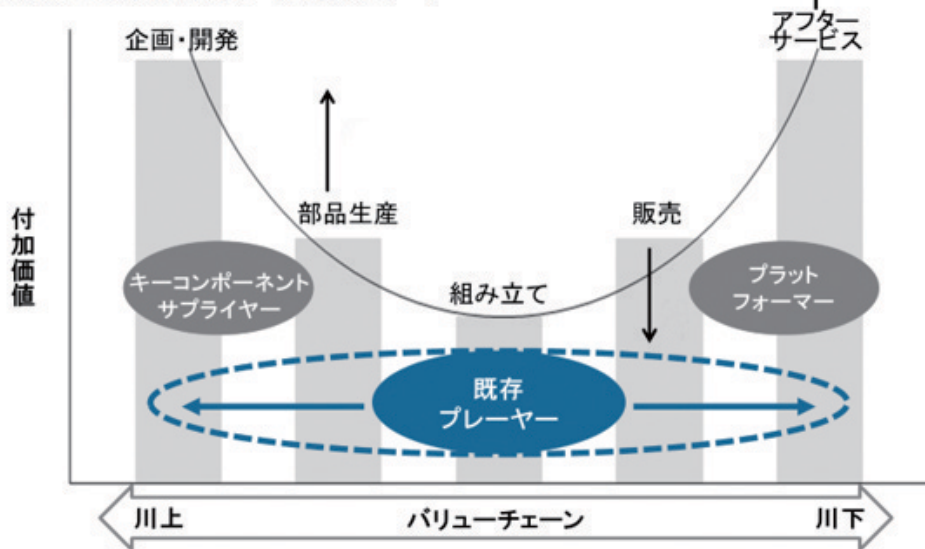 企画・開発
アフター
サービス
部品生産
販売
付加価値
キーコンポーネント
サプライヤー
組み立て
プラット
フォーマー
既存
プレーヤー
川上
バリューチェーン
川下